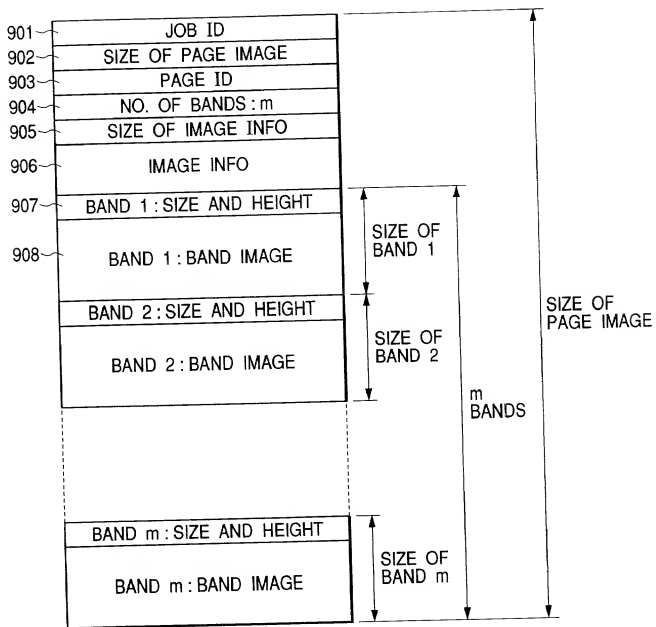 901
JOB ID
902
SIZE OF PAGE IMAGE
903
PAGE ID
904
NO. OF BANDS : m
905
SIZE OF IMAGE INFO
906
IMAGE INFO
907
BAND 1 : SIZE AND HEIGHT
908
BAND 1 : BAND IMAGE
SIZE OF
BAND 1
BAND 2 : SIZE AND HEIGHT
BAND 2 : BAND IMAGE
SIZE OF
BAND 2
m
BANDS
SIZE OF
PAGE IMAGE
BAND m : SIZE AND HEIGHT
BAND m : BAND IMAGE
SIZE OF
BAND m